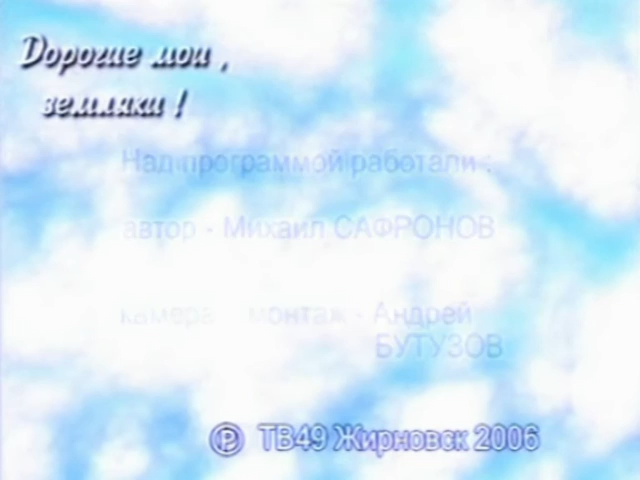 Дорогие мои ,
земляки !
Над программой работали :
автор - Михаил САФРОНОВ
камера монтаж - Андрей
БУТУЗОВ
Ⓟ ТВ49 Жирновск 2006